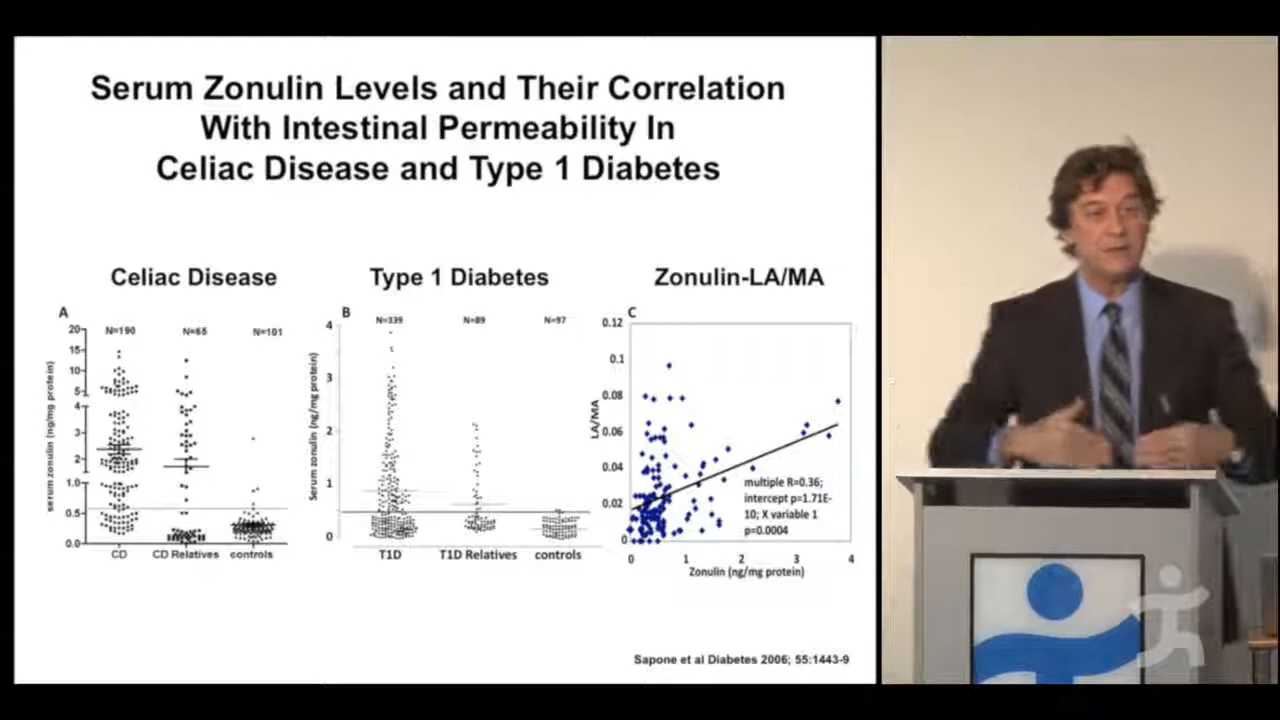 Serum Zonulin Levels and Their Correlation
With Intestinal Permeability In
Celiac Disease and Type 1 Diabetes
Celiac Disease
Type 1 Diabetes
Zonulin-LA/MA
A
N=190
N=65
N=101
serum zonulin (ng/mg protein)
20
15
10
5
4
3
2
1.0
0.5
0.0
CD
CD Relatives
controls
B
N=339
N=89
N=97
Serum zonulin (ng/mg protein)
4
3
2
1
0
T1D
T1D Relatives
controls
C
LA/MA
0.12
0.1
0.08
0.06
0.04
0.02
0
multiple R=0.36;
intercept p=1.71E-
10; X variable 1
p=0.0004
0
1
2
3
4
Zonulin (ng/mg protein)
Sapone et al Diabetes 2006; 55:1443-9